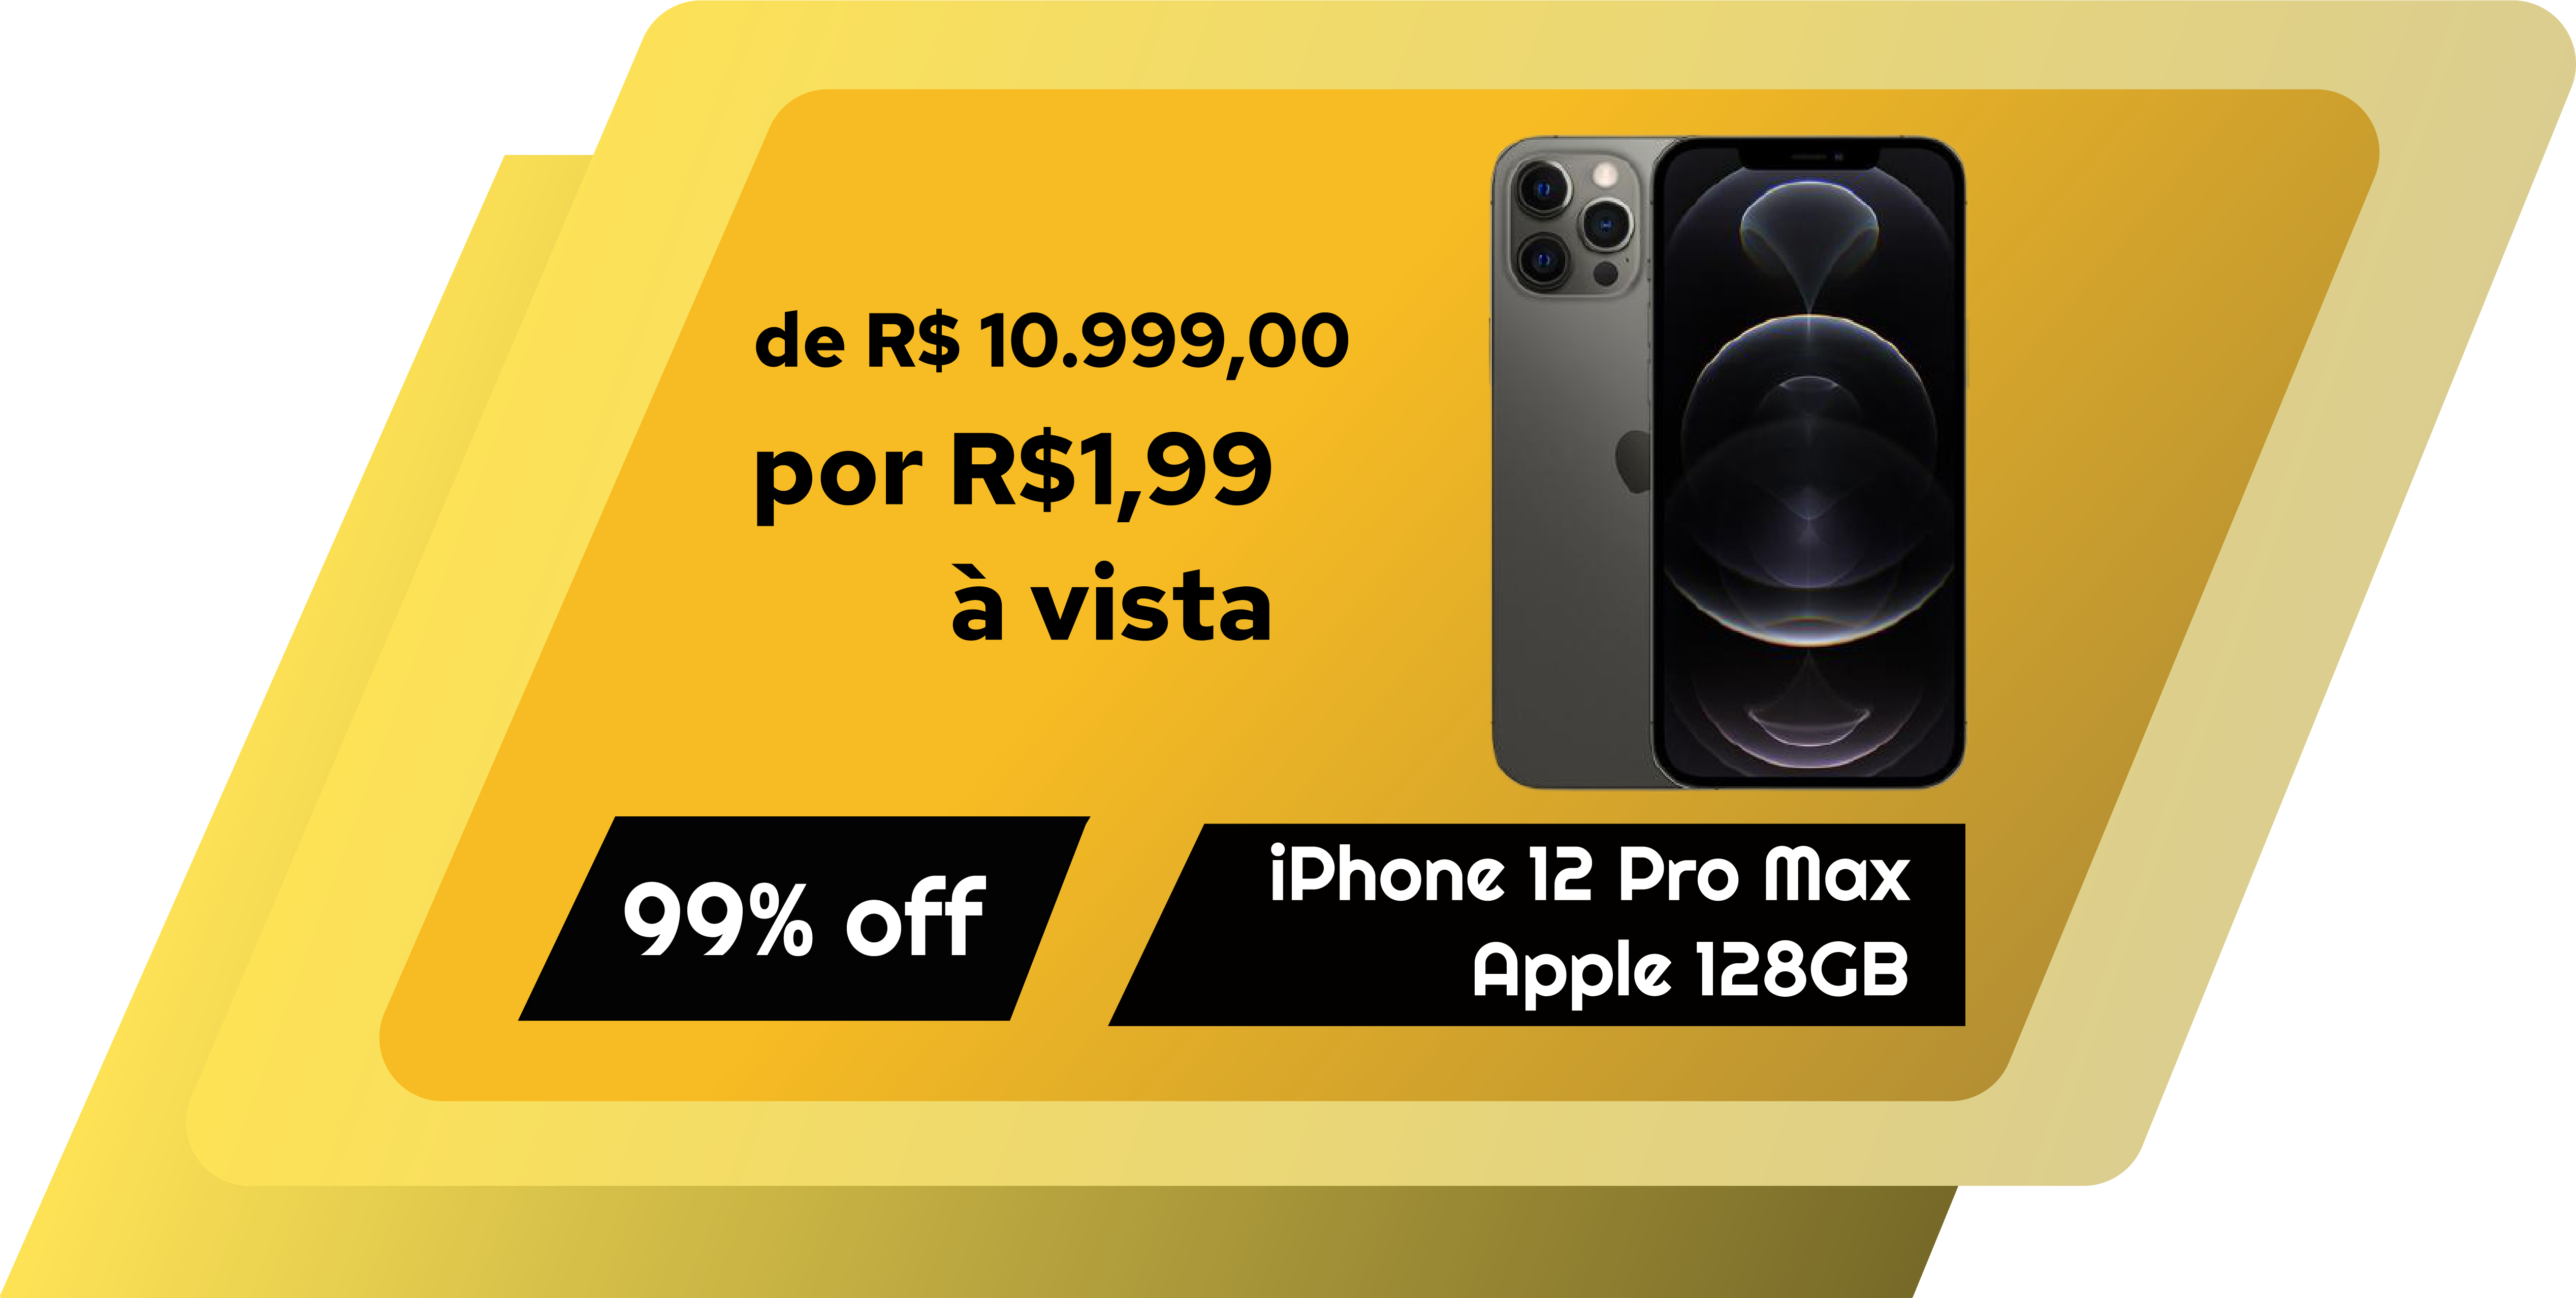 de R$ 10.999,00
por R$1,99
à vista
99% off
iPhone 12 Pro Max
Apple 128GB